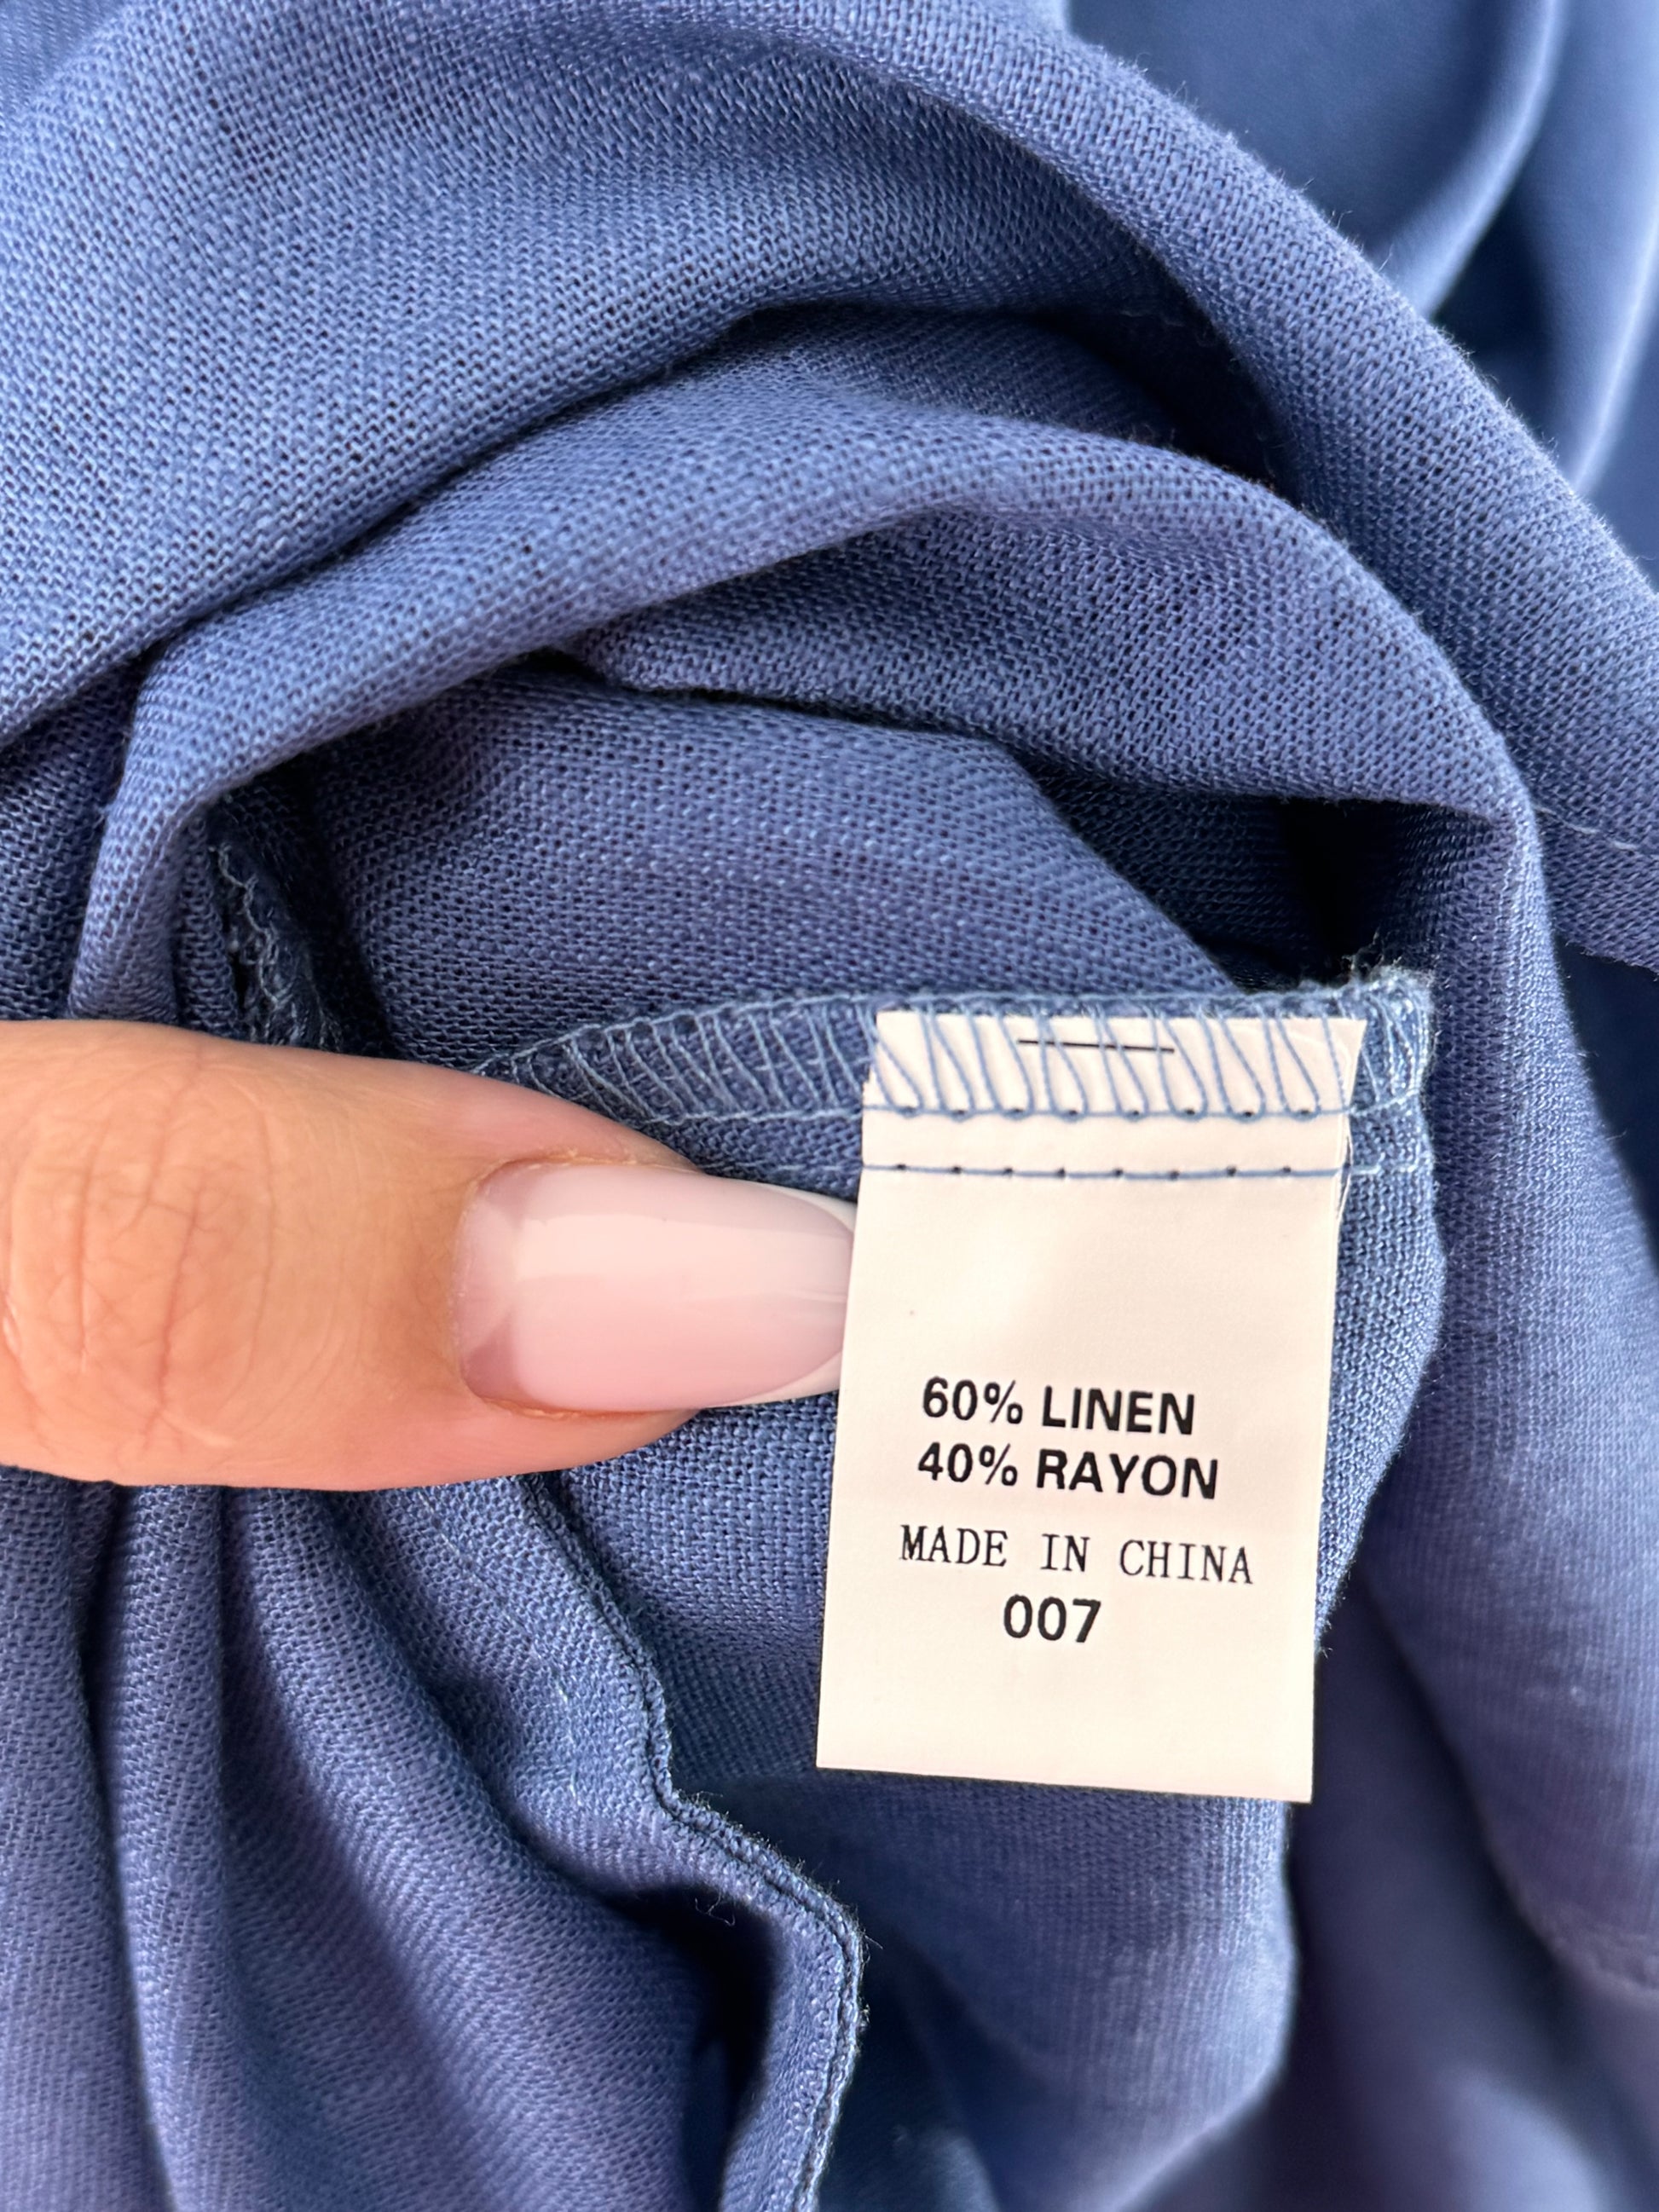 60% LINEN
40% RAYON
MADE IN CHINA
007